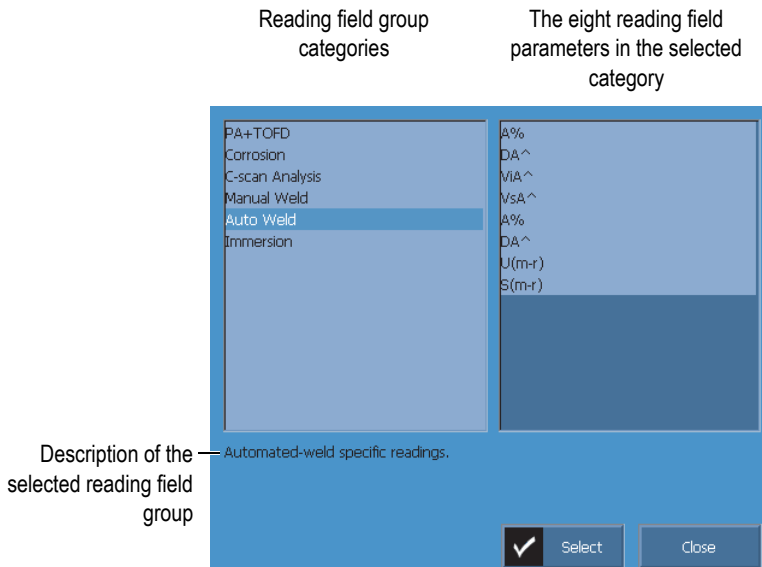 Reading field group
categories
The eight reading field
parameters in the selected
category
PA+TOFD
Corrosion
C-scan Analysis
Manual Weld
Auto Weld
Immersion
A%
DA^
ViA^
VsA^
A%
DA^
U(m-r)
S(m-r)
Description of the
selected reading field
group
Automated-weld specific readings.
Select
Close